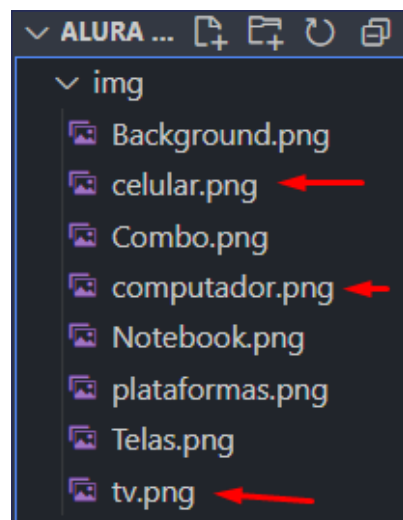 ALURA ...
img
Background.png
celular.png
Combo.png
computador.png
Notebook.png
plataformas.png
Telas.png
tv.png